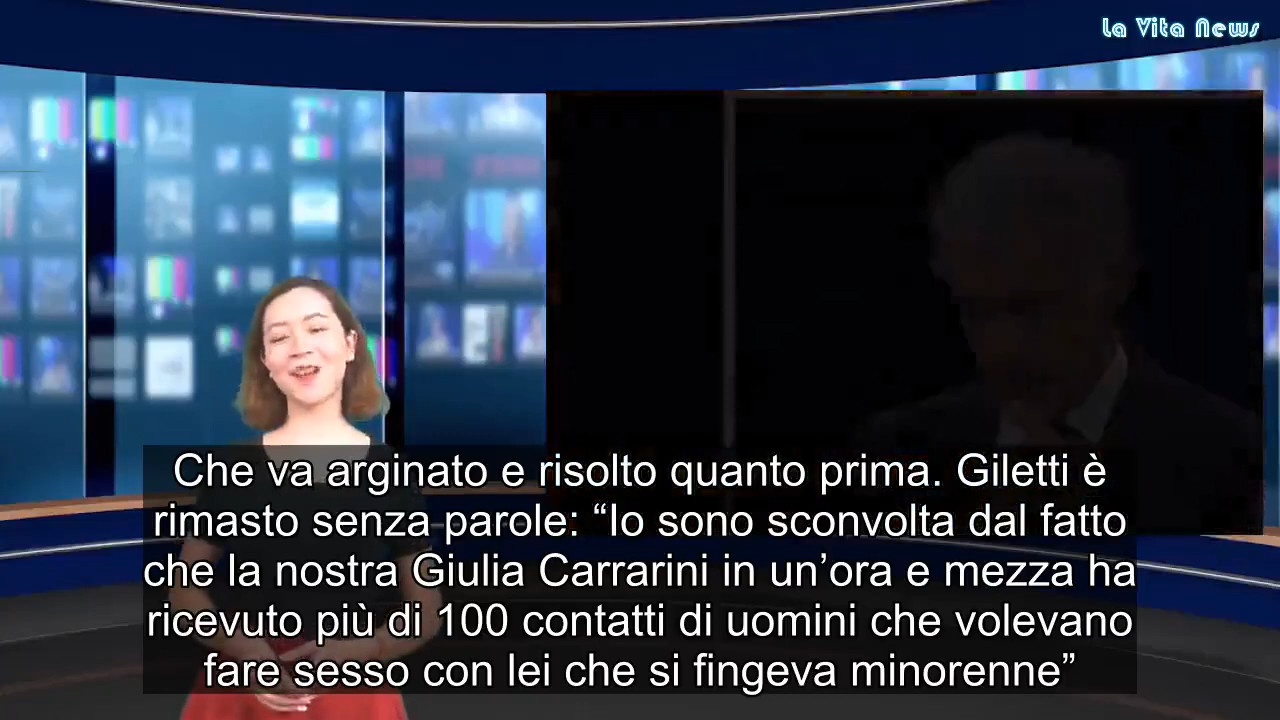 La Vita News
Che va arginato e risolto quanto prima. Giletti è
rimasto senza parole: “Io sono sconvolta dal fatto
che la nostra Giulia Carrarini in un’ora e mezza ha
ricevuto più di 100 contatti di uomini che volevano
fare sesso con lei che si fingeva minorenne”